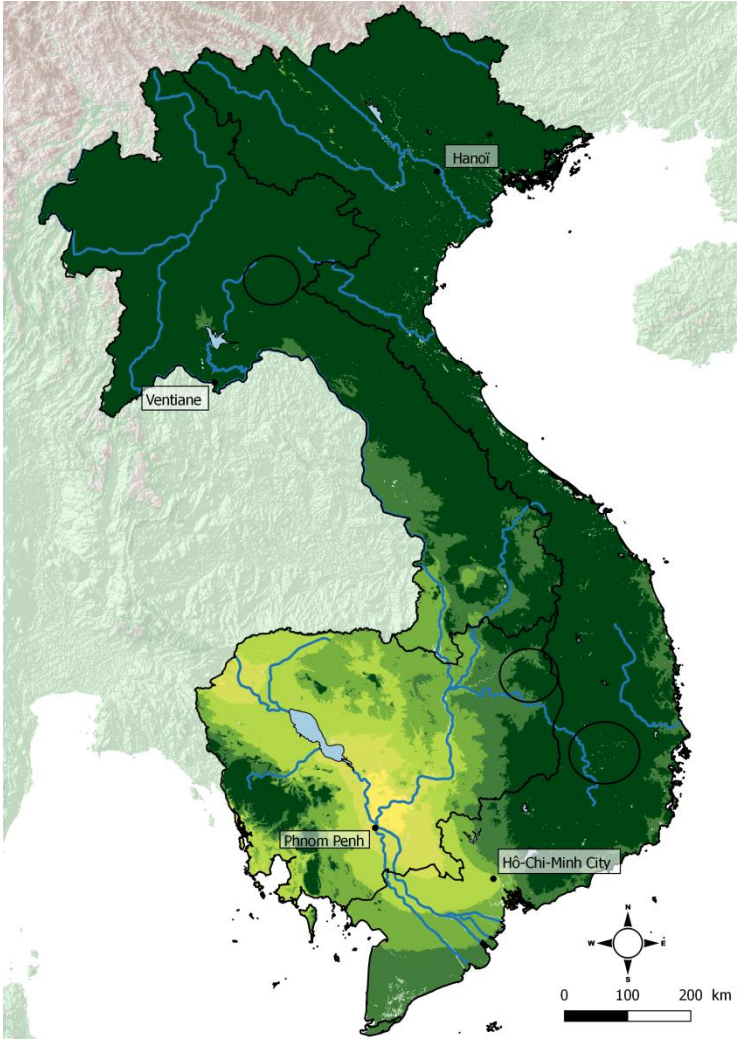 Hanoï
Ventiane
Phnom Penh
Hô-Chi-Minh City
N
W E
S
0 100 200 km